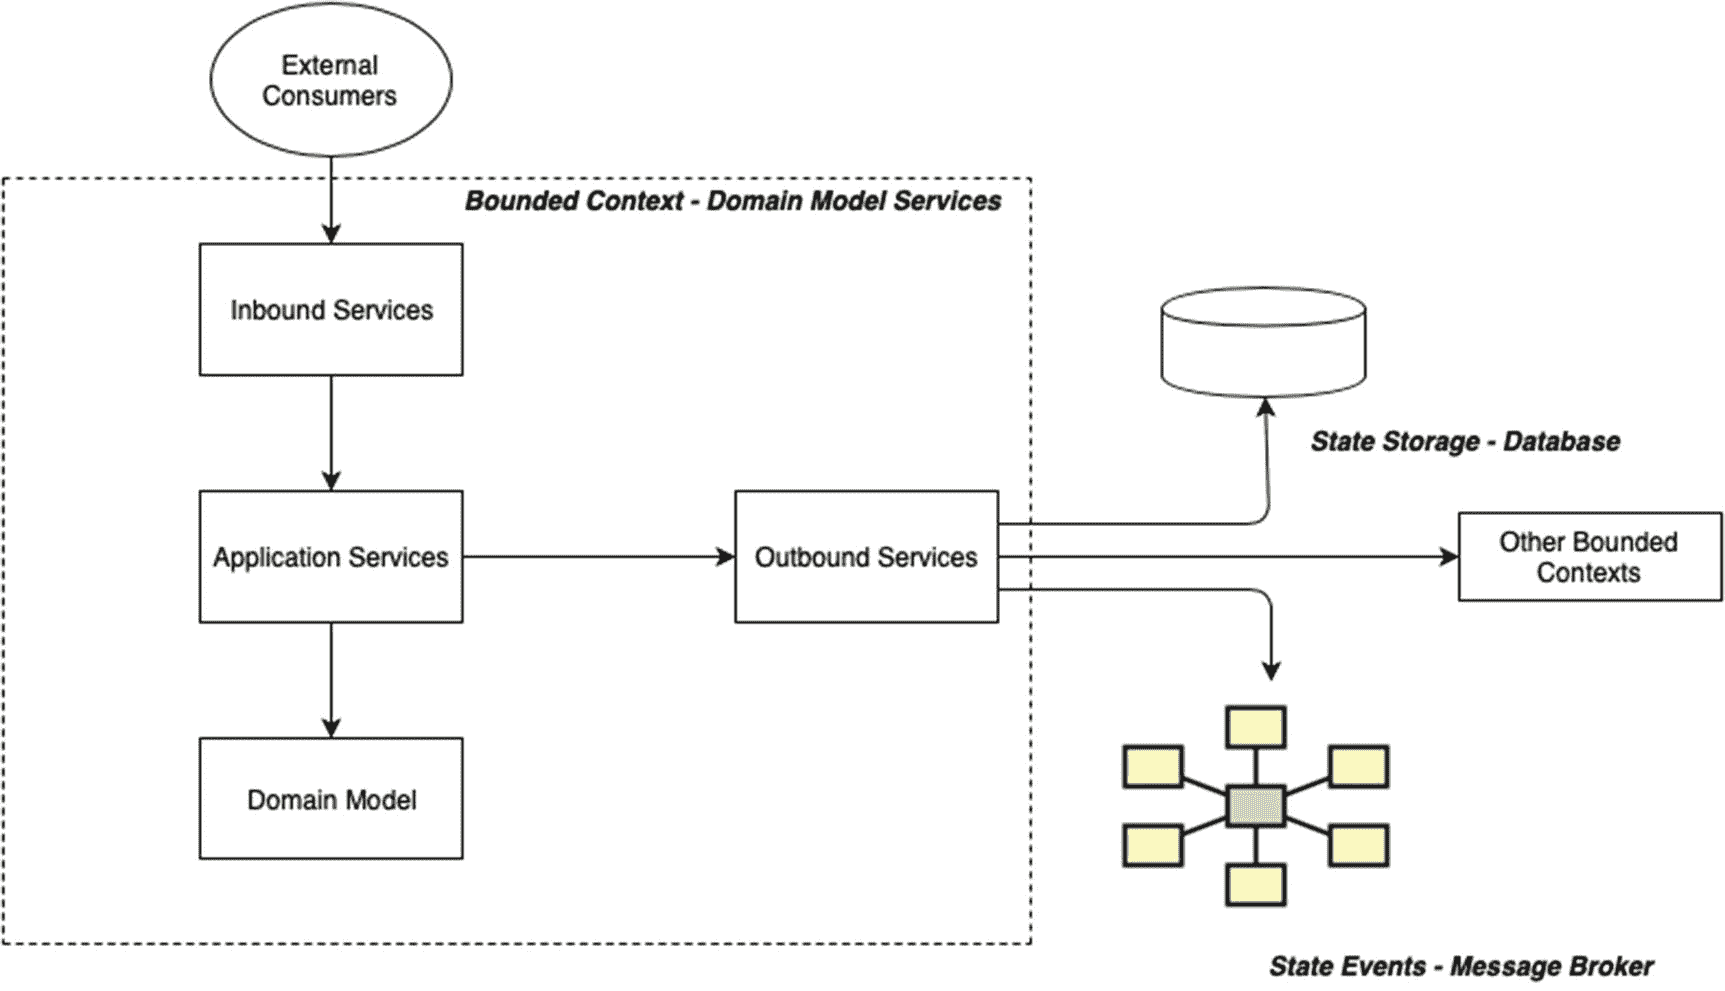 External
Consumers
Bounded Context - Domain Model Services
Inbound Services
State Storage - Database
Application Services
Outbound Services
Other Bounded
Contexts
Domain Model
State Events - Message Broker